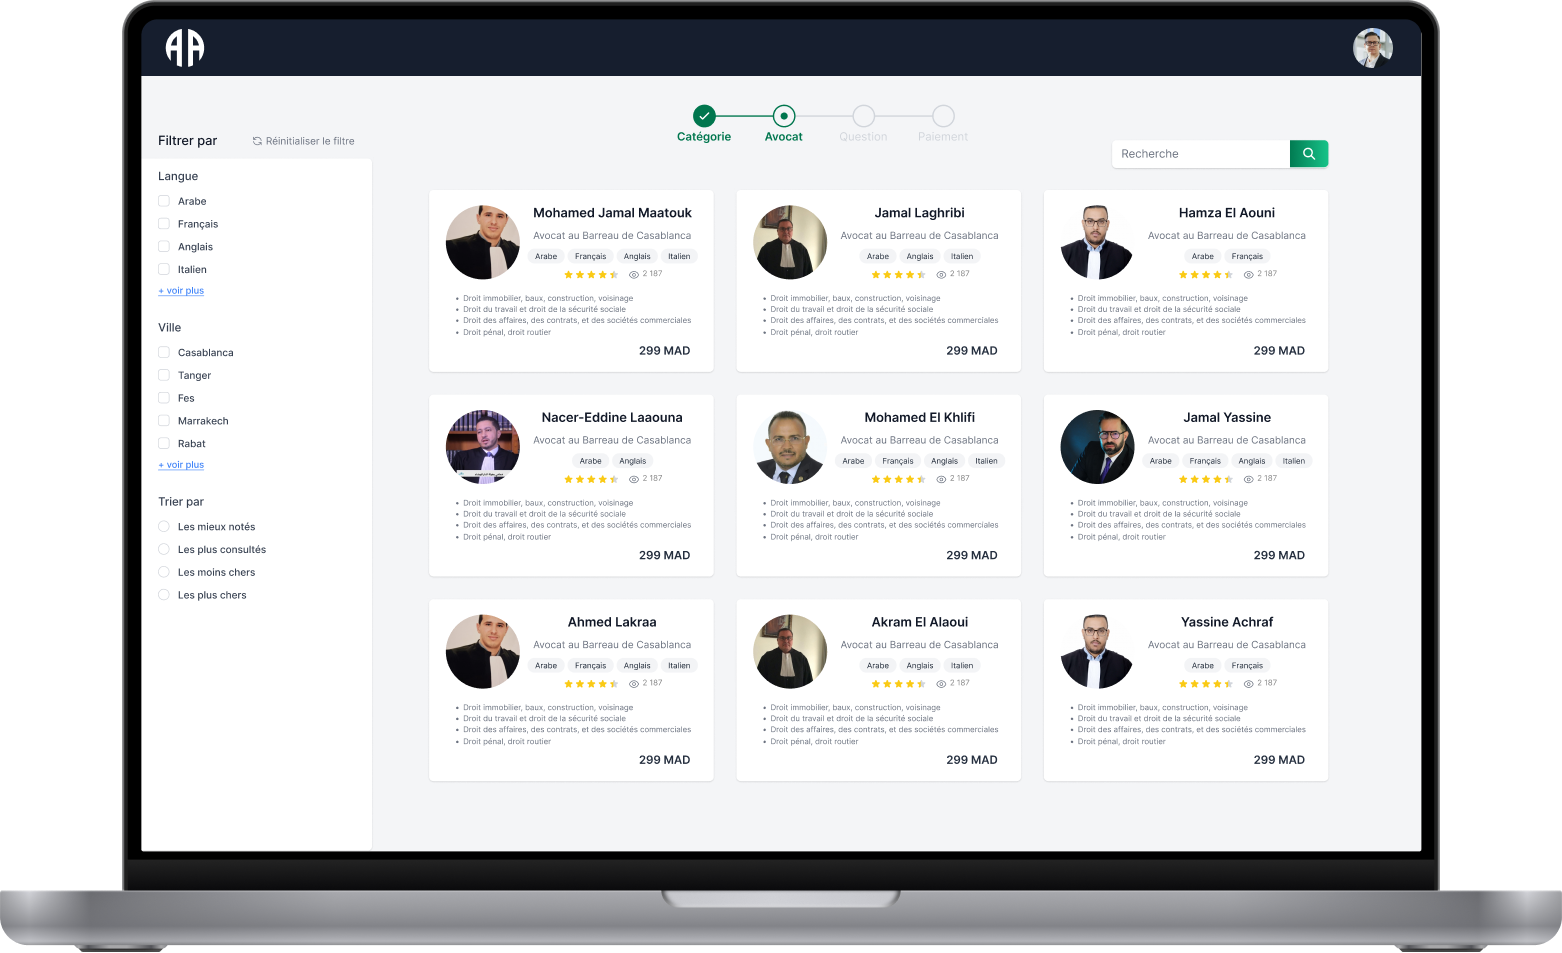 AA
Catégorie
Avocat
Question
Paiement
Filtrer par
Réinitialiser le filtre
Recherche
Langue
Arabe
Français
Anglais
Italien
+ voir plus
Ville
Casablanca
Tanger
Fes
Marrakech
Rabat
+ voir plus
Trier par
Les mieux notés
Les plus consultés
Les moins chers
Les plus chers
Mohamed Jamal Maatouk
Avocat au Barreau de Casablanca
Arabe Français Anglais Italien
2 187
• Droit immobilier, baux, construction, voisinage
• Droit du travail et droit de la sécurité sociale
• Droit des affaires, des contrats, et des sociétés commerciales
• Droit pénal, droit routier
299 MAD
Jamal Laghribi
Avocat au Barreau de Casablanca
Arabe Anglais Italien
2 187
• Droit immobilier, baux, construction, voisinage
• Droit du travail et droit de la sécurité sociale
• Droit des affaires, des contrats, et des sociétés commerciales
• Droit pénal, droit routier
299 MAD
Hamza El Aouni
Avocat au Barreau de Casablanca
Arabe Français
2 187
• Droit immobilier, baux, construction, voisinage
• Droit du travail et droit de la sécurité sociale
• Droit des affaires, des contrats, et des sociétés commerciales
• Droit pénal, droit routier
299 MAD
Nacer-Eddine Laaouna
Avocat au Barreau de Casablanca
Arabe Anglais
2 187
• Droit immobilier, baux, construction, voisinage
• Droit du travail et droit de la sécurité sociale
• Droit des affaires, des contrats, et des sociétés commerciales
• Droit pénal, droit routier
299 MAD
Mohamed El Khlifi
Avocat au Barreau de Casablanca
Arabe Français Anglais Italien
2 187
• Droit immobilier, baux, construction, voisinage
• Droit du travail et droit de la sécurité sociale
• Droit des affaires, des contrats, et des sociétés commerciales
• Droit pénal, droit routier
299 MAD
Jamal Yassine
Avocat au Barreau de Casablanca
Arabe Français Anglais Italien
2 187
• Droit immobilier, baux, construction, voisinage
• Droit du travail et droit de la sécurité sociale
• Droit des affaires, des contrats, et des sociétés commerciales
• Droit pénal, droit routier
299 MAD
Ahmed Lakraa
Avocat au Barreau de Casablanca
Arabe Français Anglais Italien
2 187
• Droit immobilier, baux, construction, voisinage
• Droit du travail et droit de la sécurité sociale
• Droit des affaires, des contrats, et des sociétés commerciales
• Droit pénal, droit routier
299 MAD
Akram El Alaoui
Avocat au Barreau de Casablanca
Arabe Anglais Italien
2 187
• Droit immobilier, baux, construction, voisinage
• Droit du travail et droit de la sécurité sociale
• Droit des affaires, des contrats, et des sociétés commerciales
• Droit pénal, droit routier
299 MAD
Yassine Achraf
Avocat au Barreau de Casablanca
Arabe Français
2 187
• Droit immobilier, baux, construction, voisinage
• Droit du travail et droit de la sécurité sociale
• Droit des affaires, des contrats, et des sociétés commerciales
• Droit pénal, droit routier
299 MAD